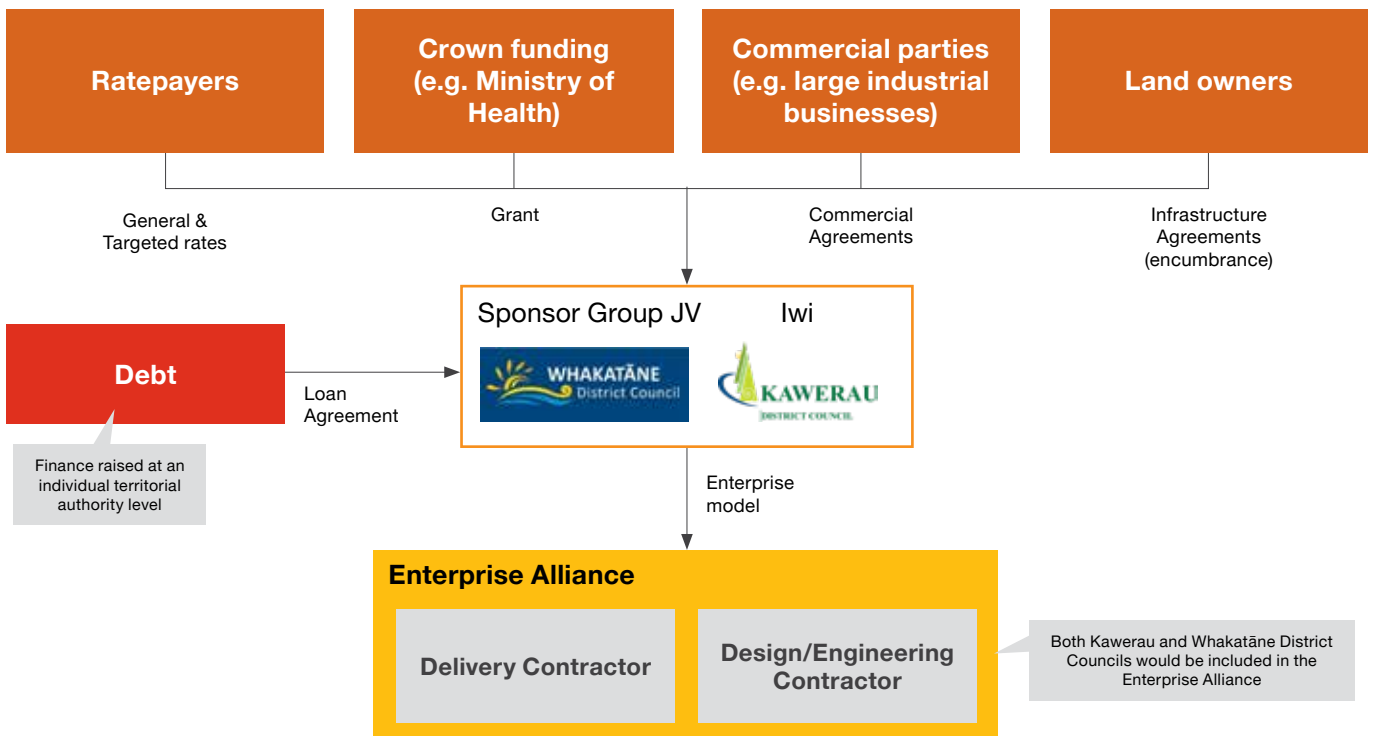 Ratepayers
Crown funding
(e.g. Ministry of
Health)
Commercial parties
(e.g. large industrial
businesses)
Land owners
General &
Targeted rates
Grant
Commercial
Agreements
Infrastructure
Agreements
(encumbrance)
Debt
Loan
Agreement
Finance raised at an
individual territorial
authority level
Sponsor Group JV
Iwi
WHAKATĀNE
District Council
KAWERAU
DISTRICT COUNCIL
Enterprise
model
Enterprise Alliance
Delivery Contractor
Design/Engineering
Contractor
Both Kawerau and Whakatāne District
Councils would be included in the
Enterprise Alliance